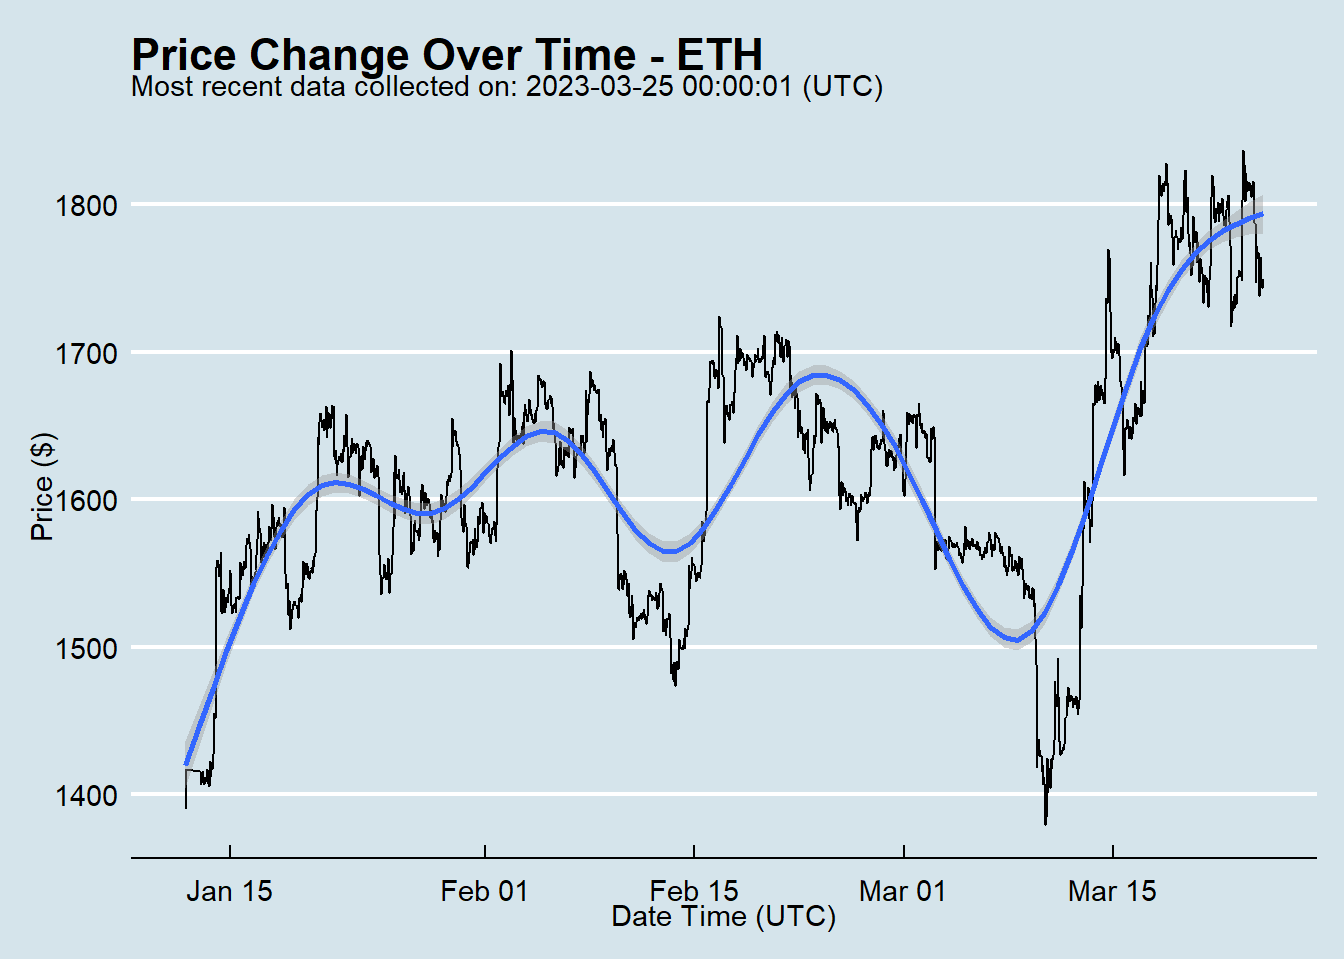 Price Change Over Time - ETH
Most recent data collected on: 2023-03-25 00:00:01 (UTC)
1800
1700
1600
1500
1400
Price ($)
Jan 15
Feb 01
Feb 15
Mar 01
Mar 15
Date Time (UTC)